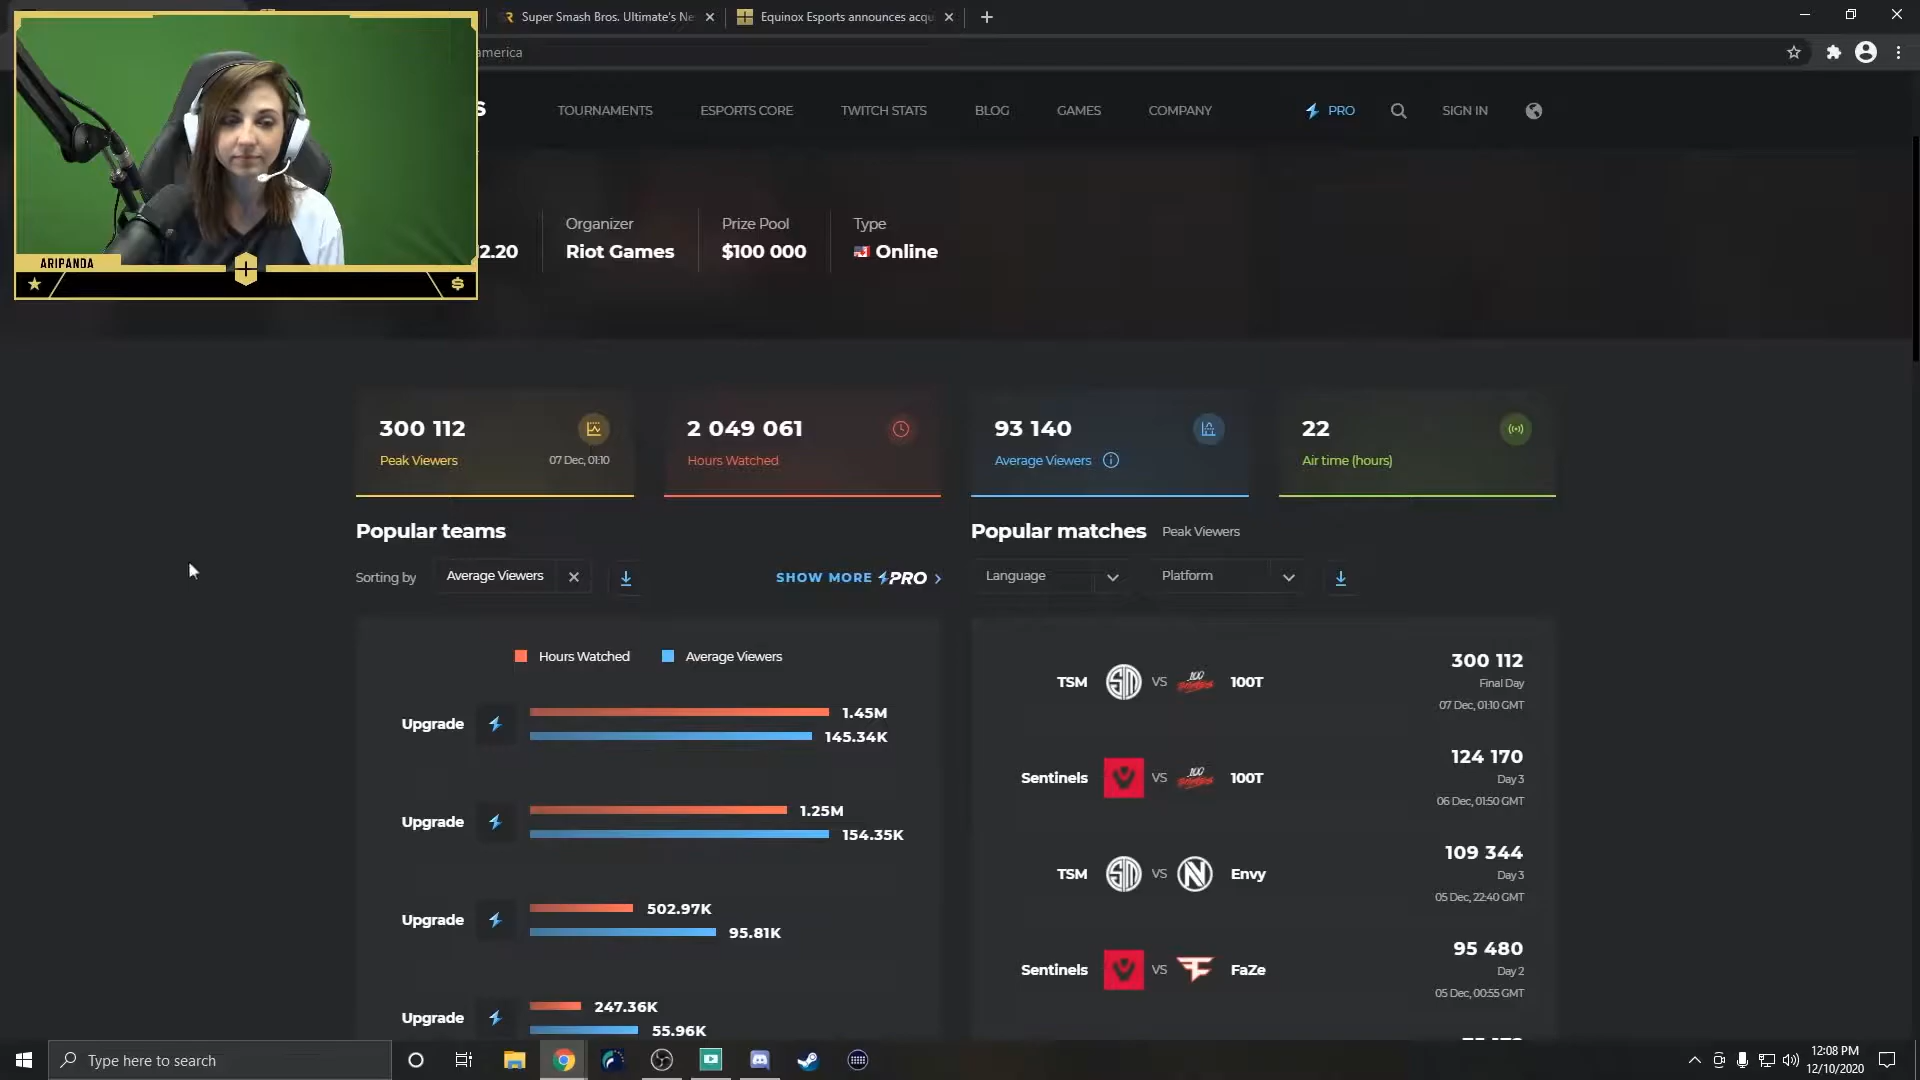 Super Smash Bros. Ultimate's Ne
Equinox Esports announces acqu
america
S
TOURNAMENTS
ESPORTS CORE
TWITCH STATS
BLOG
GAMES
COMPANY
PRO
SIGN IN
2.20
Organizer
Riot Games
Prize Pool
$100 000
Type
Online
ARIPANDA
300 112
Peak Viewers
07 Dec, 01:10
2 049 061
Hours Watched
93 140
Average Viewers
22
Air time (hours)
Popular teams
Sorting by
Average Viewers
SHOW MORE PRO
Hours Watched
Average Viewers
Upgrade
1.45M
145.34K
Upgrade
1.25M
154.35K
Upgrade
502.97K
95.81K
Upgrade
247.36K
55.96K
Popular matches
Peak Viewers
Language
Platform
TSM VS 100T
300 112
Final Day
07 Dec, 01:10 GMT
Sentinels VS 100T
124 170
Day 3
06 Dec, 01:50 GMT
TSM VS Envy
109 344
Day 3
05 Dec, 22:40 GMT
Sentinels VS FaZe
95 480
Day 2
05 Dec, 00:55 GMT
Type here to search
12:08 PM
12/10/2020